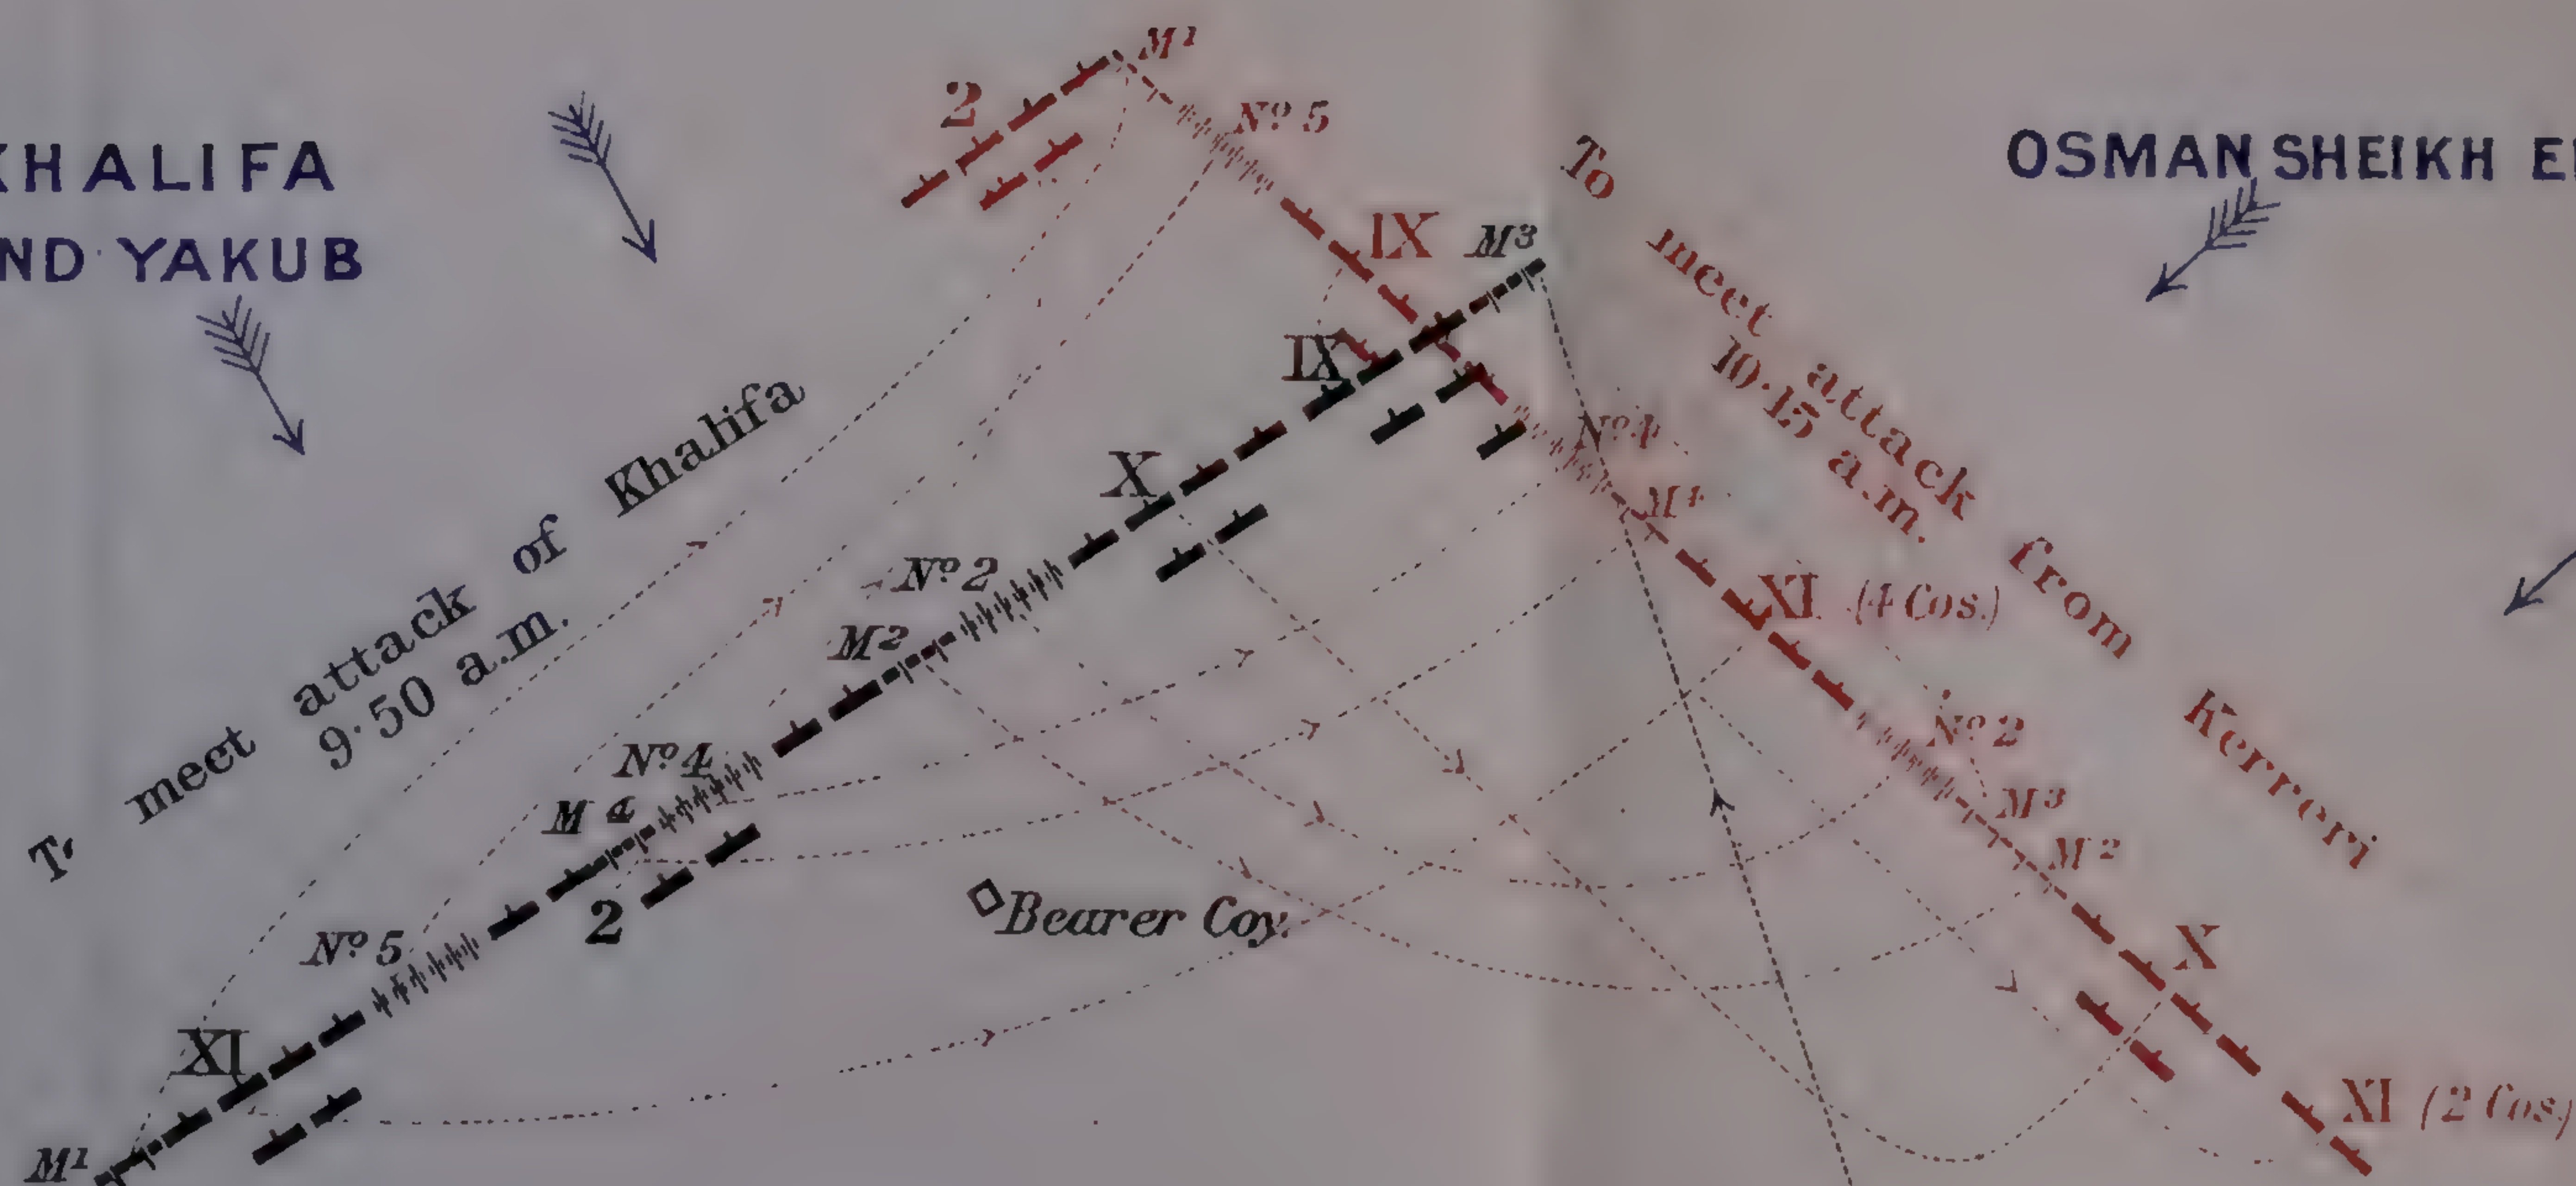 KHALIFA
ND YAKUB
OSMAN SHEIKH E
To meet attack of Khalifa
9·50 a.m.
To meet attack from Kerreri
10·15 a.m.
M1
2
No 5
IX
M3
IX
X
No 4
M4
XI (4 Cos.)
No 2
M2
No 2
M3
M2
No 4
M
2
Bearer Coy.
X
No 5
XI
XI (2 Cos.)
M1